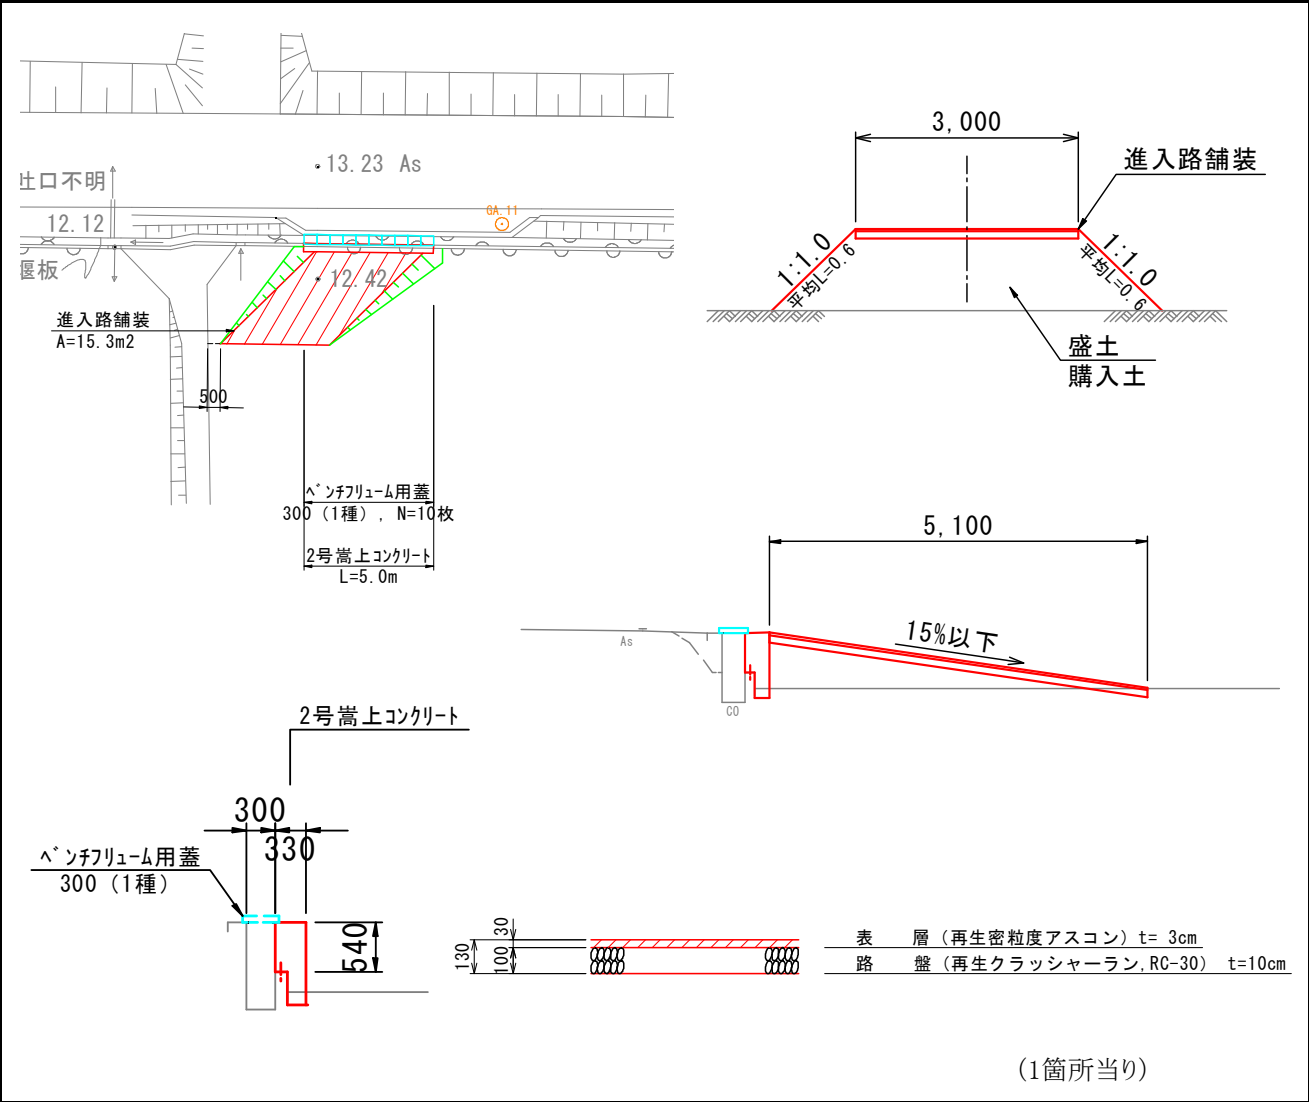 13.23 As
吐口不明
12.12
GA.11
堰板
12.42
進入路舗装
A=15.3m2
500
ベンチフリューム用蓋
300 (1種) , N=10枚
2号嵩上コンクリート
L=5.0m
3,000
進入路舗装
1:1.0
平均L=0.6
1:1.0
平均L=0.6
盛土
購入土
5,100
15%以下
As
CO
2号嵩上コンクリート
300
330
ベンチフリューム用蓋
300 (1種)
540
30
100
130
表 層 (再生密粒度アスコン) t= 3cm
路 盤 (再生クラッシャーラン,RC-30) t=10cm
(1箇所当り)